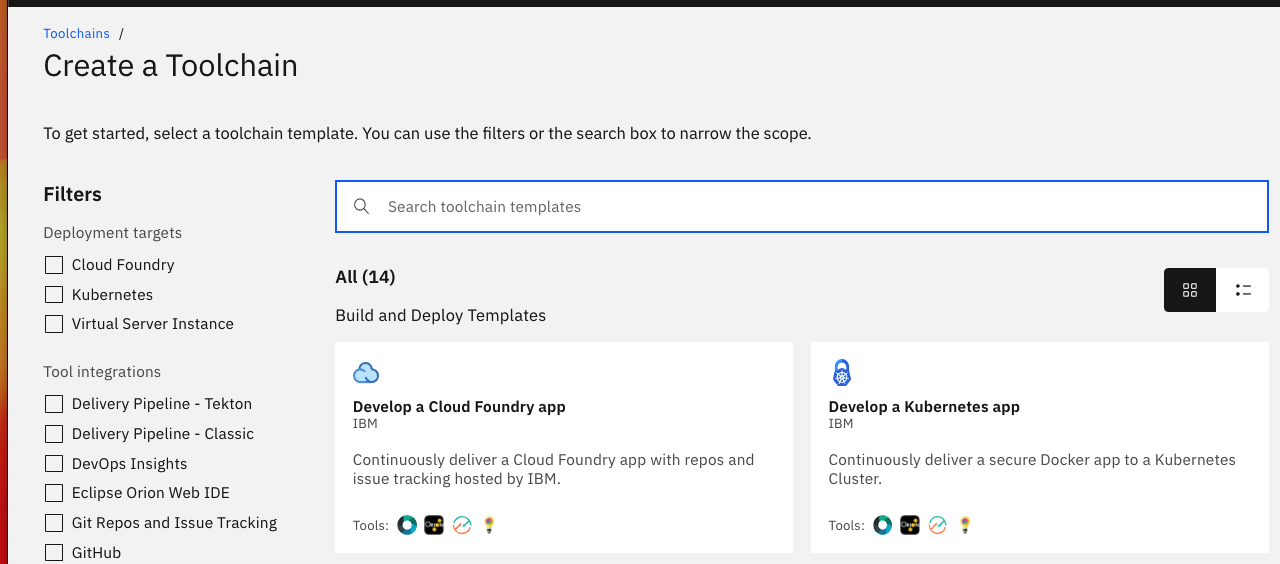 Toolchains /
Create a Toolchain
To get started, select a toolchain template. You can use the filters or the search box to narrow the scope.
Filters
Deployment targets
Cloud Foundry
Kubernetes
Virtual Server Instance
Tool integrations
Delivery Pipeline - Tekton
Delivery Pipeline - Classic
DevOps Insights
Eclipse Orion Web IDE
Git Repos and Issue Tracking
GitHub
Search toolchain templates
All (14)
Build and Deploy Templates
Develop a Cloud Foundry app
IBM
Continuously deliver a Cloud Foundry app with repos and
issue tracking hosted by IBM.
Tools:
Develop a Kubernetes app
IBM
Continuously deliver a secure Docker app to a Kubernetes
Cluster.
Tools: